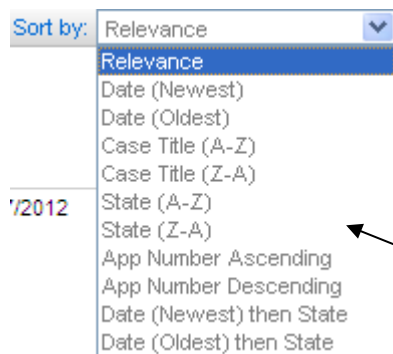 Sort by: Relevance
Relevance
Date (Newest)
Date (Oldest)
Case Title (A-Z)
Case Title (Z-A)
State (A-Z)
/2012
State (Z-A)
App Number Ascending
App Number Descending
Date (Newest) then State
Date (Oldest) then State